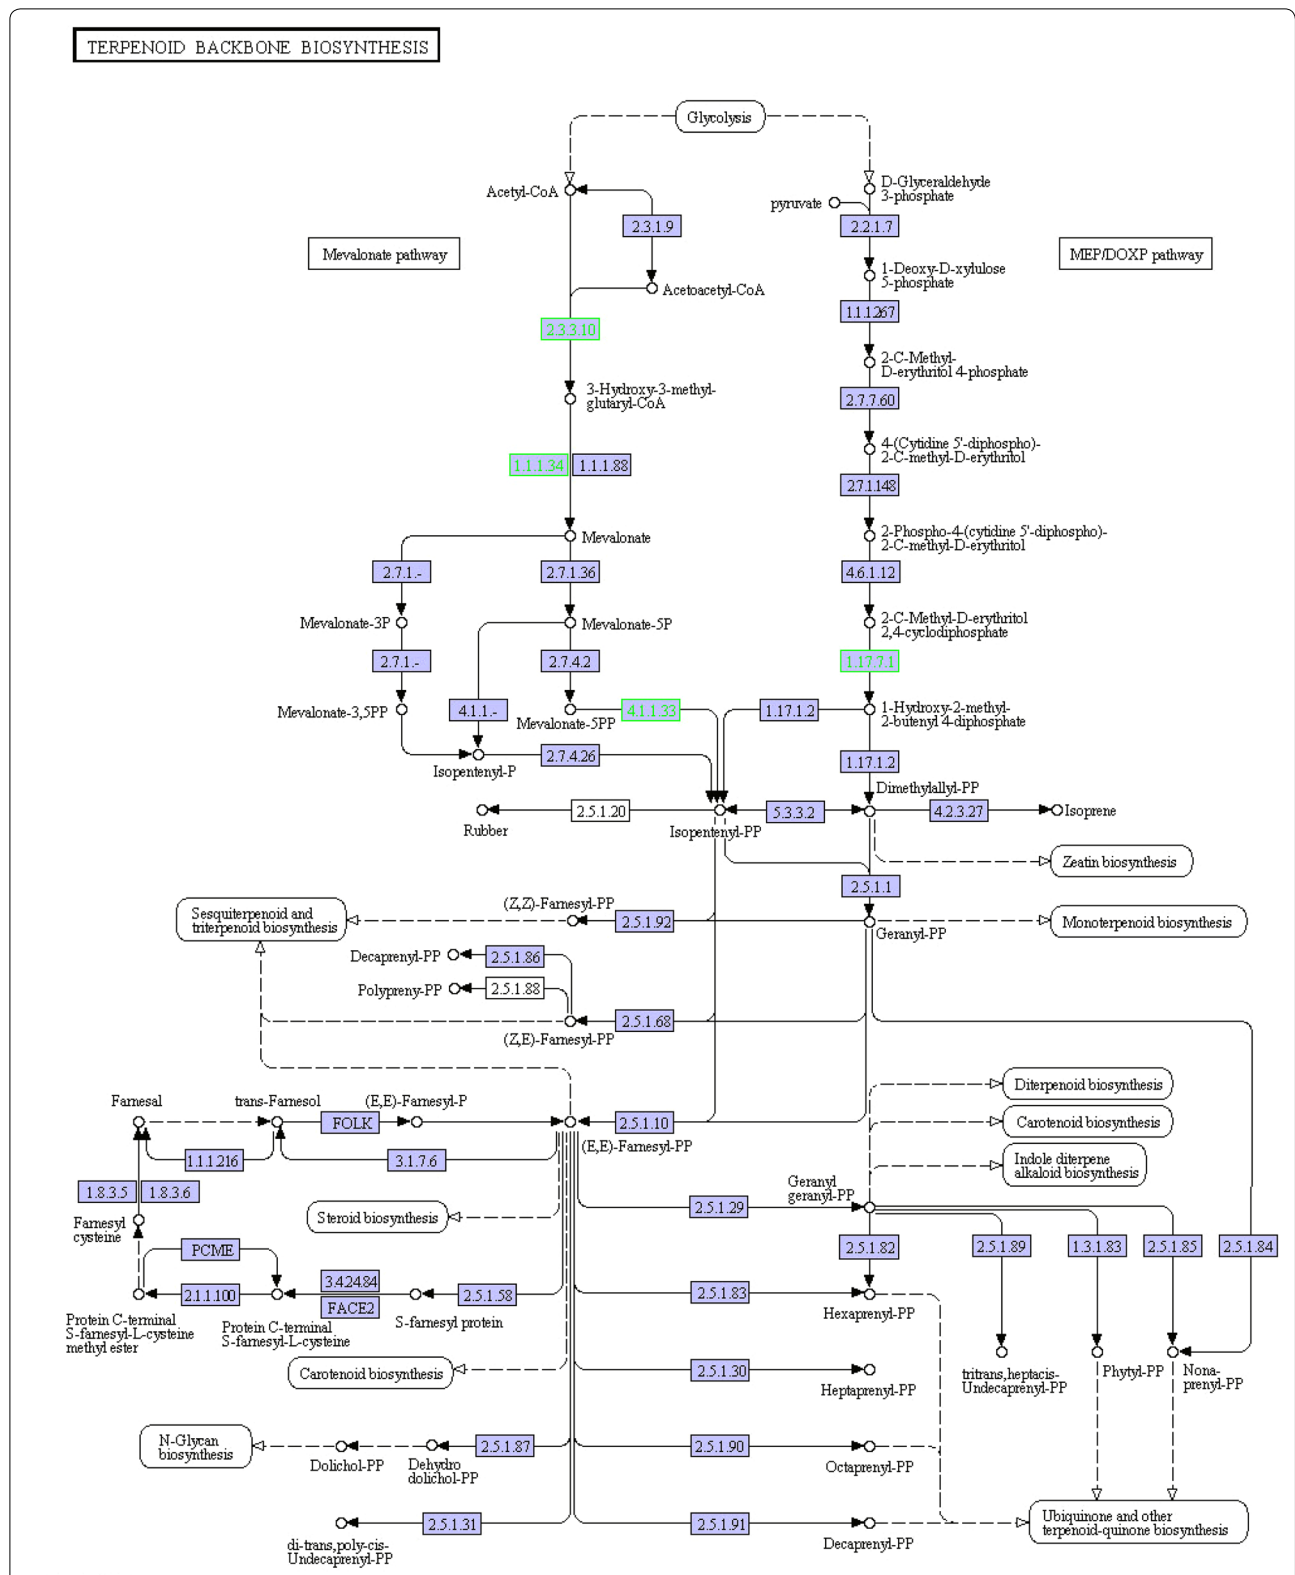 TERPENOID BACKBONE BIOSYNTHESIS
Glycolysis
Acetyl-CoA
D-Glyceraldehyde
3-phosphate
pyruvate
2.3.1.9
2.2.1.7
Mevalonate pathway
MEP/DOXP pathway
1-Deoxy-D-xylulose
5-phosphate
Acetoacetyl-CoA
1.1.1.267
2.3.3.10
2-C-Methyl-
D-erythritol 4-phosphate
3-Hydroxy-3-methyl-
glutaryl-CoA
2.7.7.60
4-(Cytidine 5'-diphospho)-
2-C-methyl-D-erythritol
1.1.1.34
1.1.1.88
2.7.1.148
Mevalonate
2-Phospho-4-(cytidine 5'-diphospho)-
2-C-methyl-D-erythritol
2.7.1.-
2.7.1.36
4.6.1.12
Mevalonate-3P
Mevalonate-5P
2-C-Methyl-D-erythritol
2,4-cyclodiphosphate
2.7.1.-
2.7.4.2
1.17.7.1
Mevalonate-3,5PP
4.1.1.-
Mevalonate-5PP
4.1.1.33
1.17.1.2
1-Hydroxy-2-methyl-
2-butenyl 4-diphosphate
Isopentenyl-P
2.7.4.26
1.17.1.2
Dimethylallyl-PP
Rubber
2.5.1.20
Isopentenyl-PP
5.3.3.2
4.2.3.27
Isoprene
Zeatin biosynthesis
2.5.1.1
Sesquiterpenoid and
triterpenoid biosynthesis
(Z,Z)-Farnesyl-PP
2.5.1.92
Geranyl-PP
Monoterpenoid biosynthesis
Decaprenyl-PP
2.5.1.86
Polypreny-PP
2.5.1.88
2.5.1.68
(Z,E)-Farnesyl-PP
Diterpenoid biosynthesis
Farnesal
trans-Farnesol
(E,E)-Farnesyl-P
FOLK
2.5.1.10
(E,E)-Farnesyl-PP
Carotenoid biosynthesis
1.1.1.216
3.1.7.6
Indole diterpene
alkaloid biosynthesis
1.8.3.5
1.8.3.6
Geranyl
geranyl-PP
Farnesyl
cysteine
Steroid biosynthesis
2.5.1.29
PCME
2.5.1.82
2.5.1.89
1.3.1.83
2.5.1.85
2.5.1.84
2.1.1.100
3.4.24.84
FACE2
2.5.1.58
2.5.1.83
Protein C-terminal
S-farnesyl-L-cysteine
methyl ester
Protein C-terminal
S-farnesyl-L-cysteine
S-farnesyl protein
Hexaprenyl-PP
Carotenoid biosynthesis
2.5.1.30
Heptaprenyl-PP
tritrans,heptacis-
Undecaprenyl-PP
Phytyl-PP
Nona-
prenyl-PP
N-Glycan
biosynthesis
Dolichol-PP
Dehydro
dolichol-PP
2.5.1.87
2.5.1.90
Octaprenyl-PP
2.5.1.31
di-trans,poly-cis-
Undecaprenyl-PP
2.5.1.91
Decaprenyl-PP
Ubiquinone and other
terpenoid-quinone biosynthesis